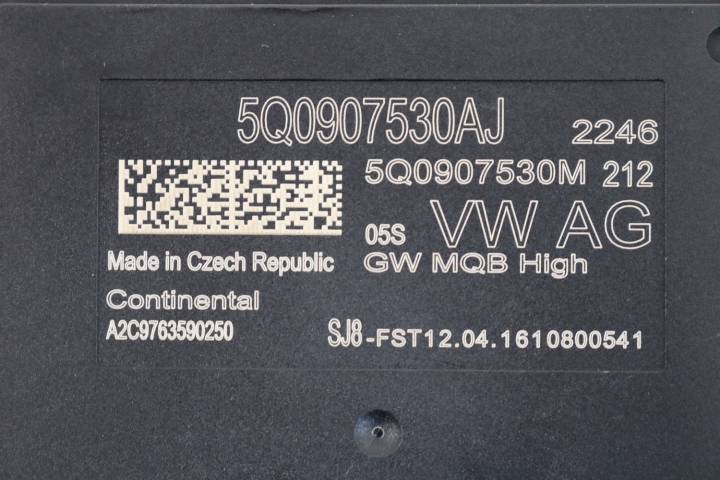 5Q0907530AJ 2246
5Q0907530M 212
05S VW AG
Made in Czech Republic GW MQB High
Continental
A2C9763590250 SJ8-FST12.04.1610800541